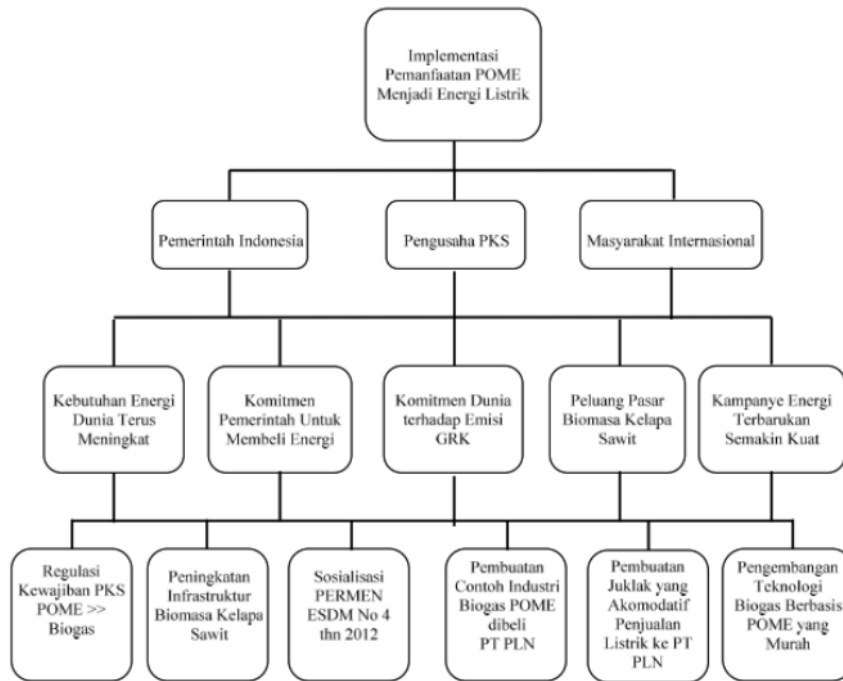 Implementasi
Pemanfaatan POME
Menjadi Energi Listrik
Pemerintah Indonesia
Pengusaha PKS
Masyarakat Internasional
Kebutuhan Energi
Dunia Terus
Meningkat
Komitmen
Pemerintah Untuk
Membeli Energi
Komitmen Dunia
terhadap Emisi
GRK
Peluang Pasar
Biomasa Kelapa
Sawit
Kampanye Energi
Terbarukan
Semakin Kuat
Regulasi
Kewajiban PKS
POME >>
Biogas
Peningkatan
Infrastruktur
Biomasa Kelapa
Sawit
Sosialisasi
PERMEN
ESDM No 4
thn 2012
Pembuatan
Contoh Industri
Biogas POME
dibeli
PT PLN
Pembuatan
Juklak yang
Akomodatif
Penjualan
Listrik ke PT
PLN
Pengembangan
Teknologi
Biogas Berbasis
POME yang
Murah